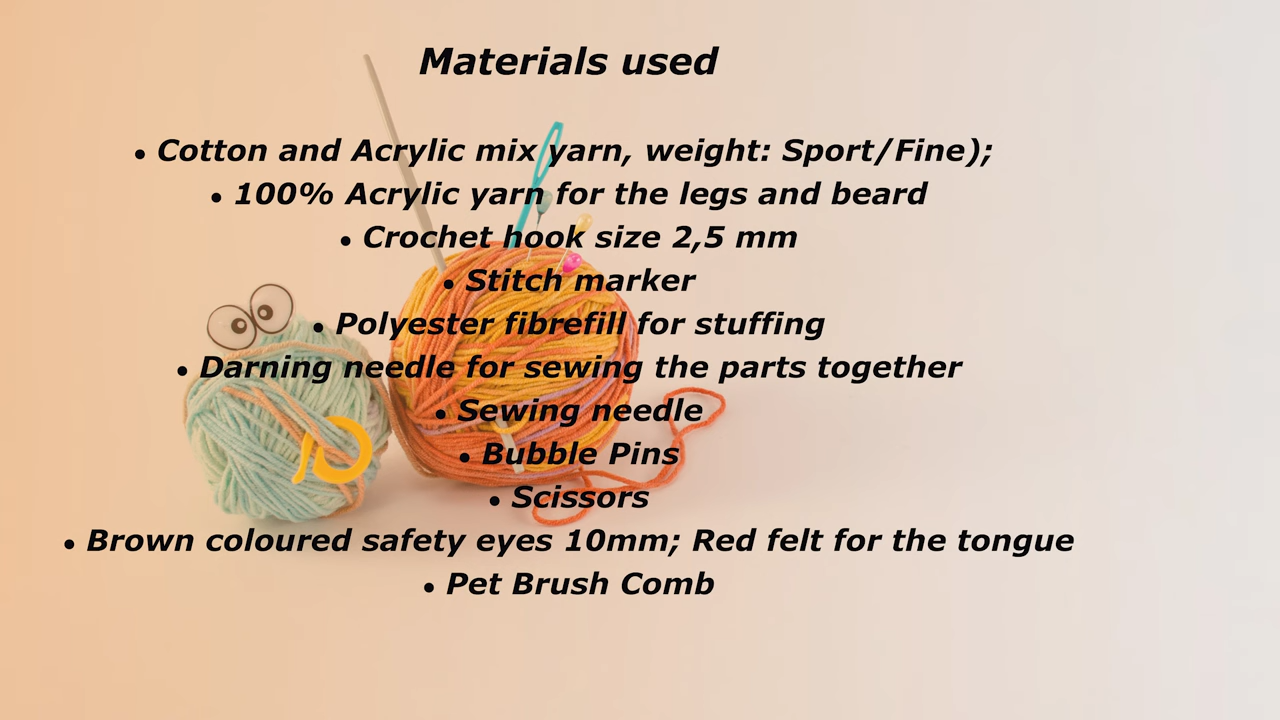 Materials used
• Cotton and Acrylic mix yarn, weight: Sport/Fine);
• 100% Acrylic yarn for the legs and beard
• Crochet hook size 2,5 mm
• Stitch marker
• Polyester fibrefill for stuffing
• Darning needle for sewing the parts together
• Sewing needle
• Bubble Pins
• Scissors
• Brown coloured safety eyes 10mm; Red felt for the tongue
• Pet Brush Comb